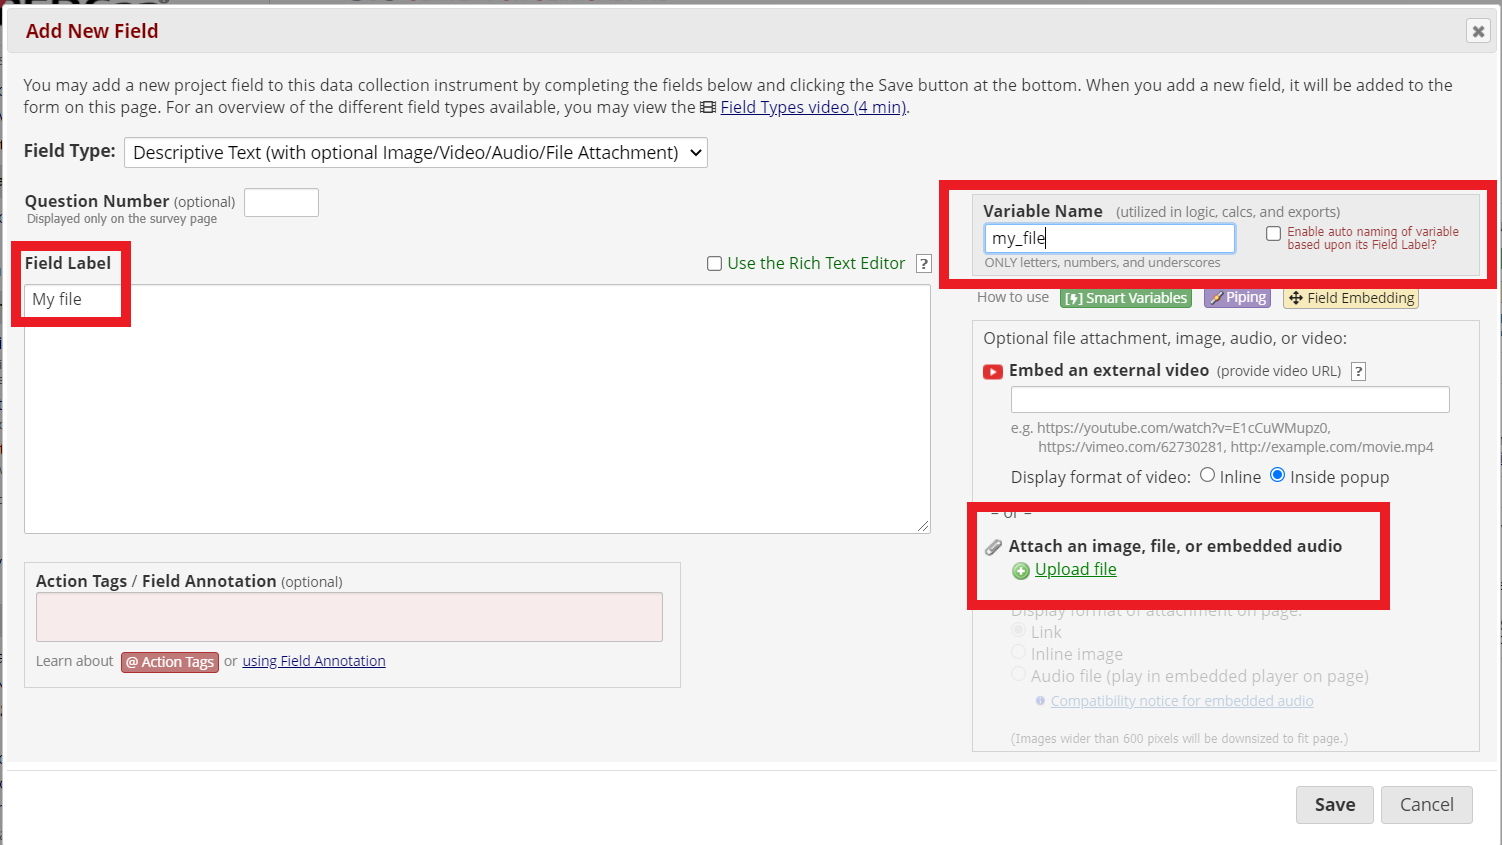 Add New Field
You may add a new project field to this data collection instrument by completing the fields below and clicking the Save button at the bottom. When you add a new field, it will be added to the
form on this page. For an overview of the different field types available, you may view the Field Types video (4 min).
Field Type: Descriptive Text (with optional Image/Video/Audio/File Attachment)
Question Number (optional)
Displayed only on the survey page
Field Label
Use the Rich Text Editor ?
My file
Action Tags / Field Annotation (optional)
Learn about @ Action Tags or using Field Annotation
Variable Name (utilized in logic, calcs, and exports)
my_file
Enable auto naming of variable
based upon its Field Label?
ONLY letters, numbers, and underscores
How to use Smart Variables Piping Field Embedding
Optional file attachment, image, audio, or video:
Embed an external video (provide video URL) ?
e.g. https://youtube.com/watch?v=E1cCuWMupz0,
https://vimeo.com/62730281, http://example.com/movie.mp4
Display format of video: Inline Inside popup
– or –
Attach an image, file, or embedded audio
Upload file
Display format of attachment on page:
Link
Inline image
Audio file (play in embedded player on page)
Compatibility notice for embedded audio
(Images wider than 600 pixels will be downsized to fit page.)
Save Cancel